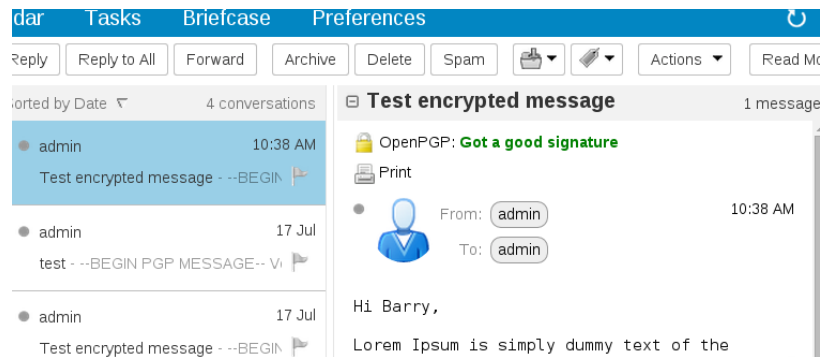 dar Tasks Briefcase Preferences
Reply Reply to All Forward Archive Delete Spam Actions Read Mo
Sorted by Date 4 conversations
Test encrypted message 1 message
admin 10:38 AM
Test encrypted message - --BEGIN
OpenPGP: Got a good signature
Print
From: admin 10:38 AM
To: admin
admin 17 Jul
test - --BEGIN PGP MESSAGE-- V
admin 17 Jul
Test encrypted message - --BEGIN
Hi Barry,
Lorem Ipsum is simply dummy text of the